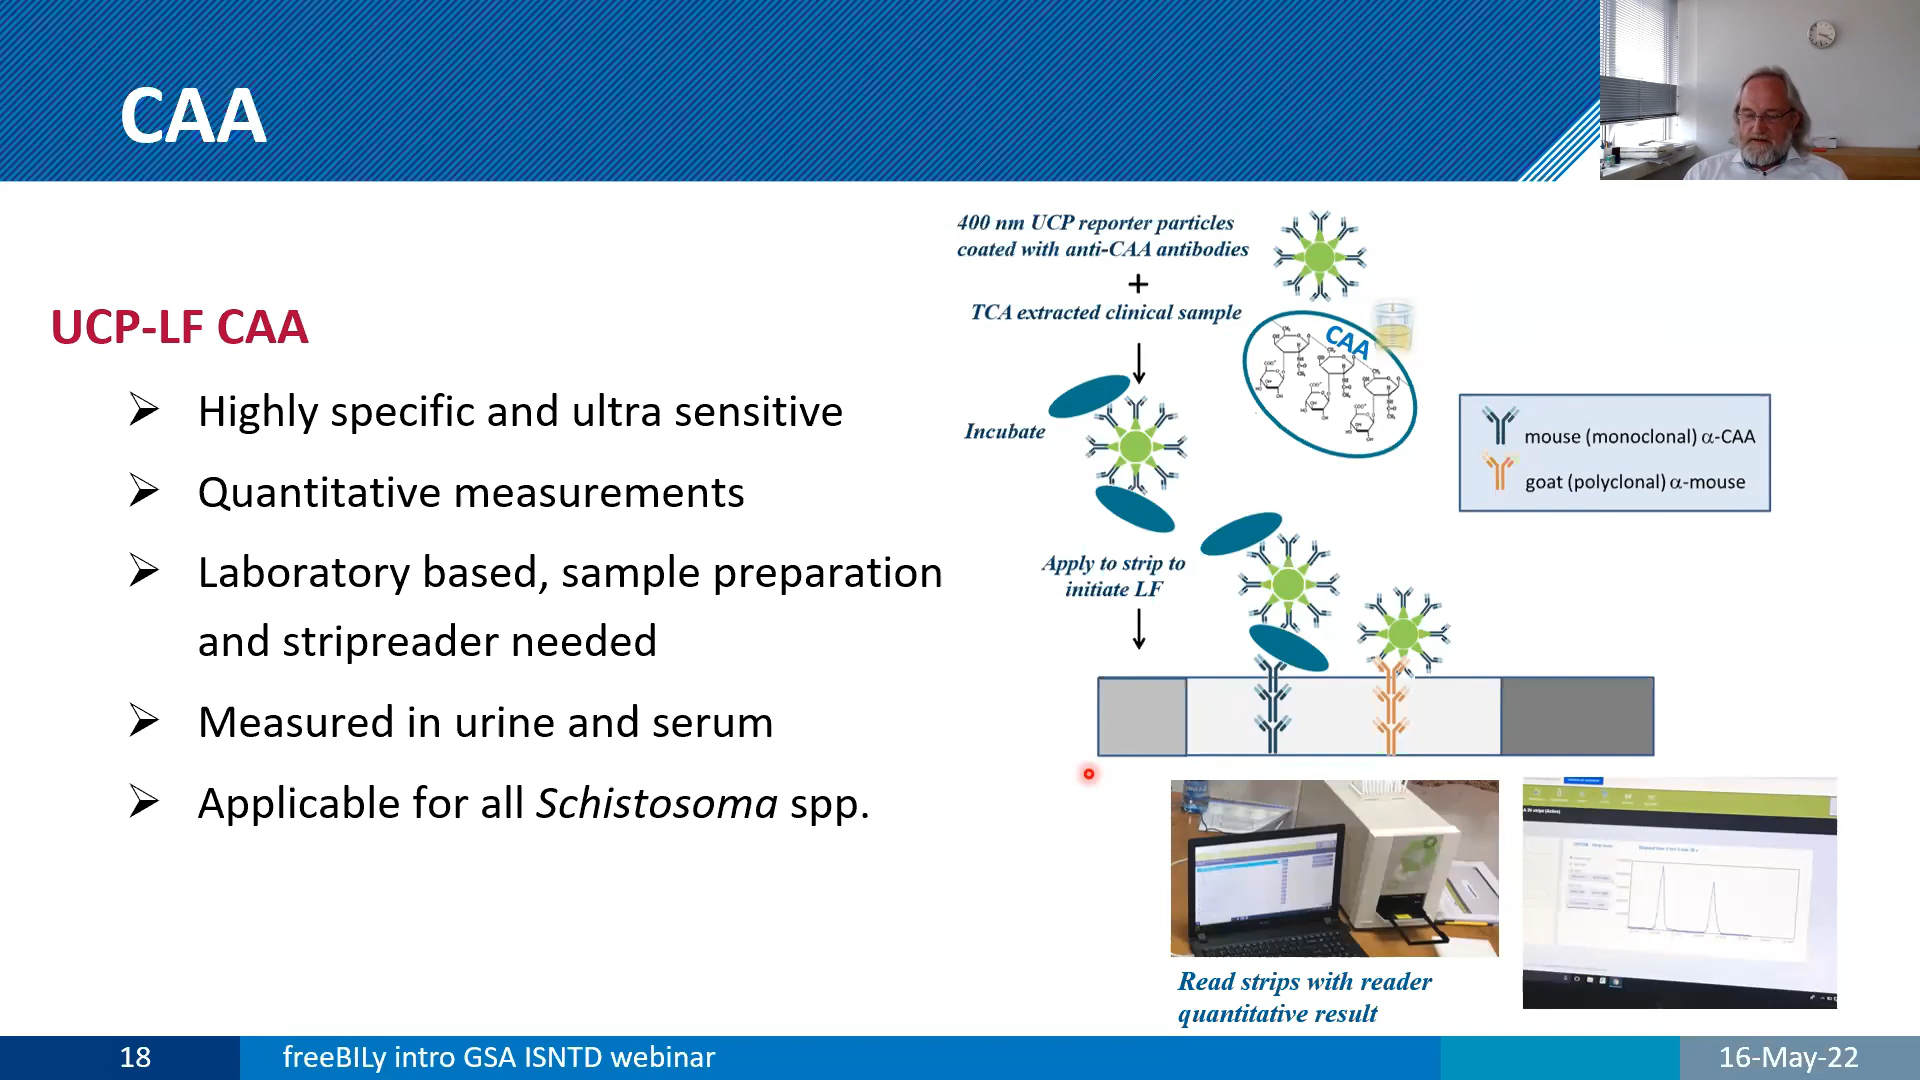 CAA
UCP-LF CAA
Highly specific and ultra sensitive
Quantitative measurements
Laboratory based, sample preparation
and stripreader needed
Measured in urine and serum
Applicable for all Schistosoma spp.
400 nm UCP reporter particles
coated with anti-CAA antibodies
+
TCA extracted clinical sample
CAA
Incubate
mouse (monoclonal) α-CAA
goat (polyclonal) α-mouse
Apply to strip to
initiate LF
Read strips with reader
quantitative result
18
freeBILy intro GSA ISNTD webinar
16-May-22